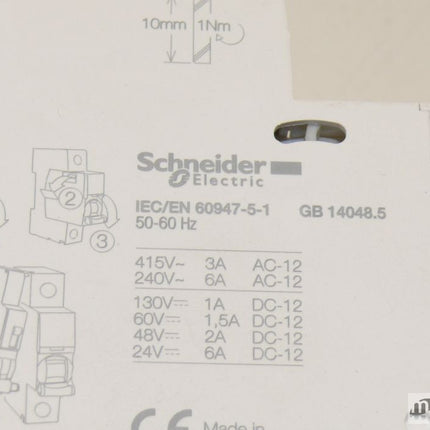 10mm 1Nm
Schneider
Electric
2
3
IEC/EN 60947-5-1 GB 14048.5
50-60 Hz
415V~ 3A AC-12
240V~ 6A AC-12
130V⎓ 1A DC-12
60V⎓ 1,5A DC-12
48V⎓ 2A DC-12
24V⎓ 6A DC-12
CE Made in